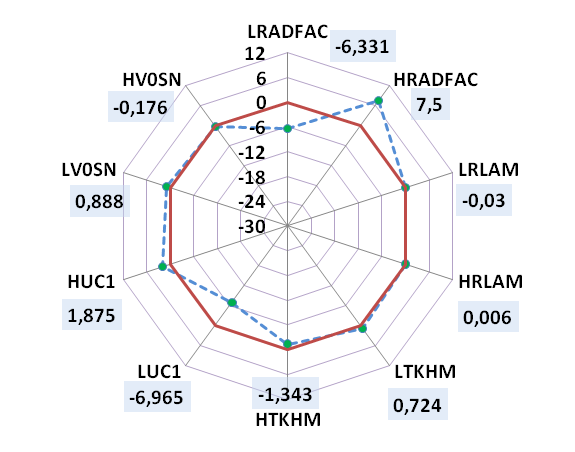 LRADFAC
-6,331
12
HV0SN
HRADFAC
6
-0,176
7,5
0
-6
-12
LV0SN
LRLAM
-18
0,888
-0,03
-24
-30
HUC1
HRLAM
1,875
0,006
LUC1
LTKHM
-6,965
-1,343
0,724
HTKHM